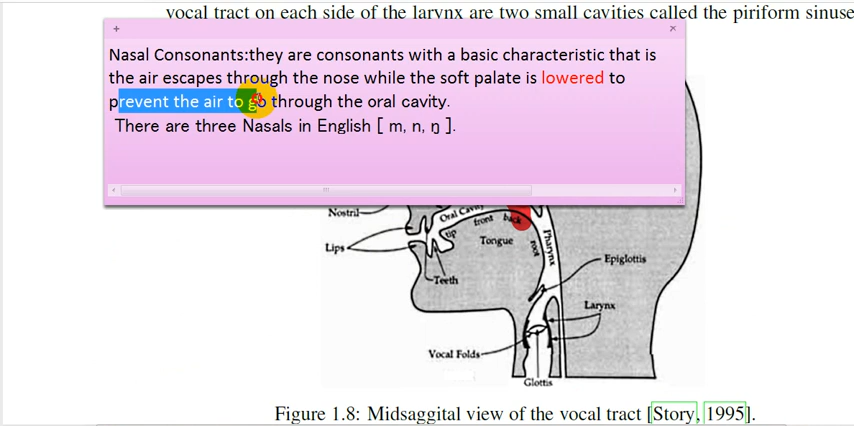 vocal tract on each side of the larynx are two small cavities called the piriform sinuse
Nasal Consonants:they are consonants with a basic characteristic that is
the air escapes through the nose while the soft palate is lowered to
prevent the air to go through the oral cavity.
There are three Nasals in English [ m, n, ŋ ].
Nostril
Oral Cavity
front
back
tip
Lips
Tongue
root
Pharynx
Epiglottis
Teeth
Larynx
Vocal Folds
Glottis
Figure 1.8: Midsaggital view of the vocal tract [Story, 1995].